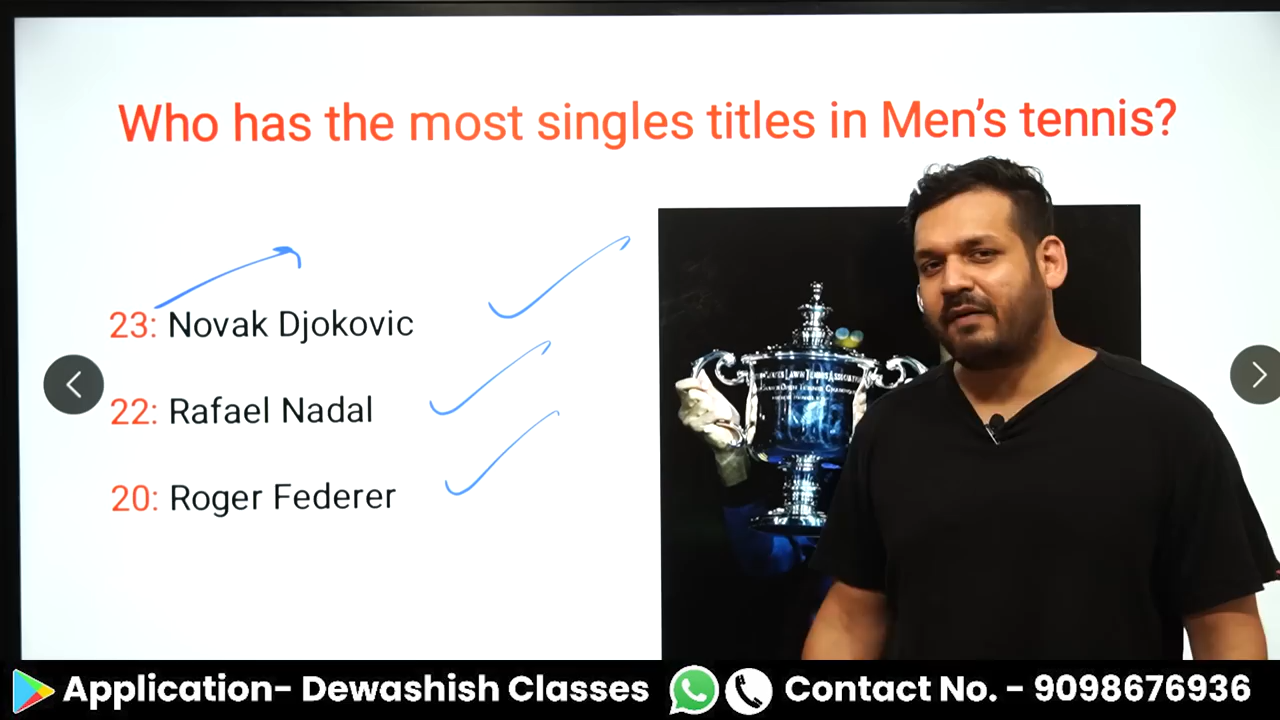 Who has the most singles titles in Men's tennis?
23: Novak Djokovic
22: Rafael Nadal
20: Roger Federer
Application- Dewashish Classes
Contact No. - 9098676936